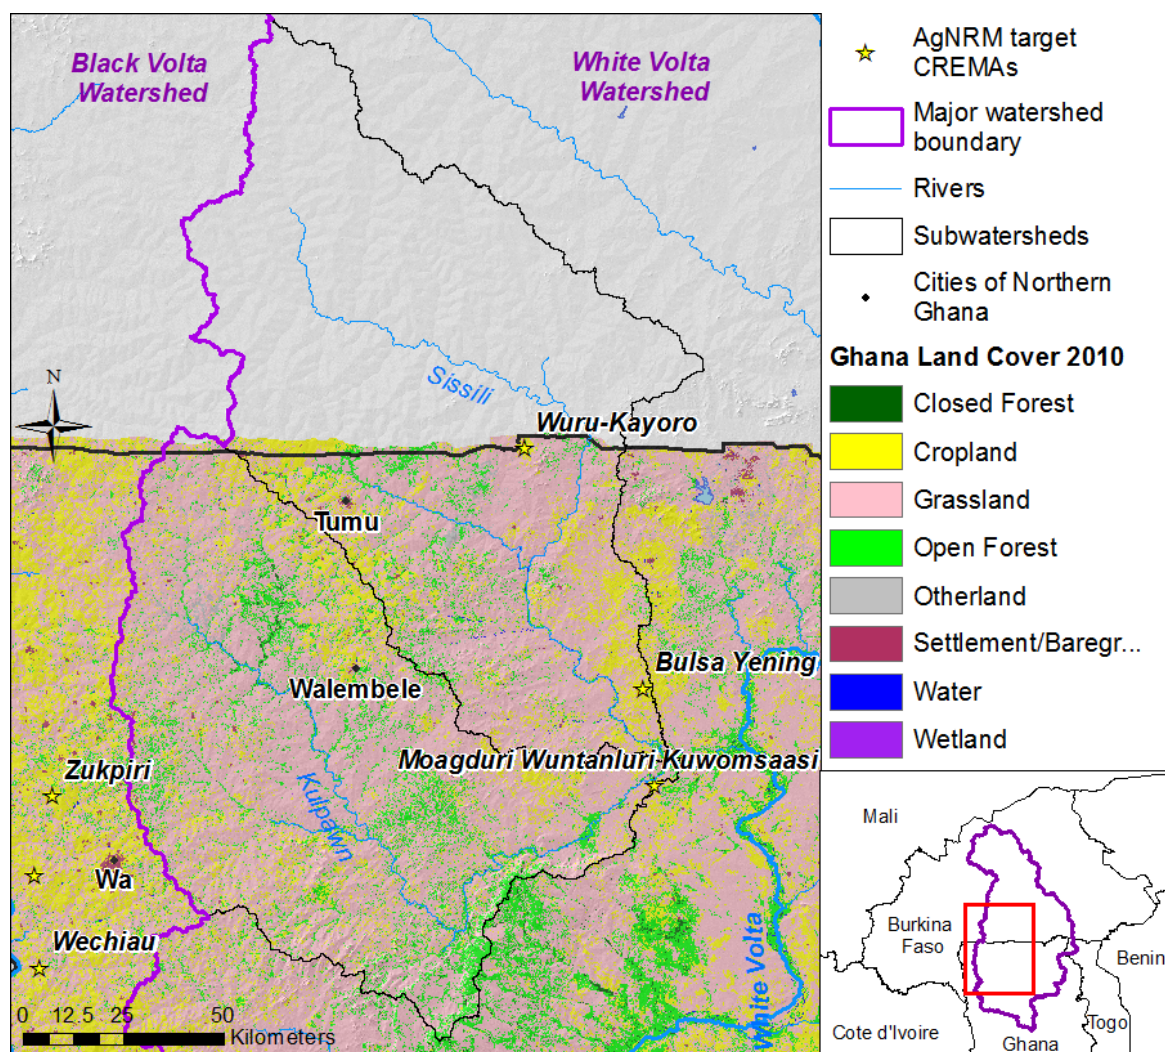 Black Volta
Watershed
White Volta
Watershed
Sissili
N
Wuru-Kayoro
Tumu
Walembele
Bulsa Yening
Moagduri Wuntanluri-Kuwomsaasi
Zukpiri
Kulpawn
Wa
Wechiau
White Volta
0 12.5 25 50
Kilometers
AgNRM target
CREMAs
Major watershed
boundary
Rivers
Subwatersheds
Cities of Northern
Ghana
Ghana Land Cover 2010
Closed Forest
Cropland
Grassland
Open Forest
Otherland
Settlement/Baregr...
Water
Wetland
Mali
Burkina
Faso
Benin
Togo
Cote d'Ivoire
Ghana